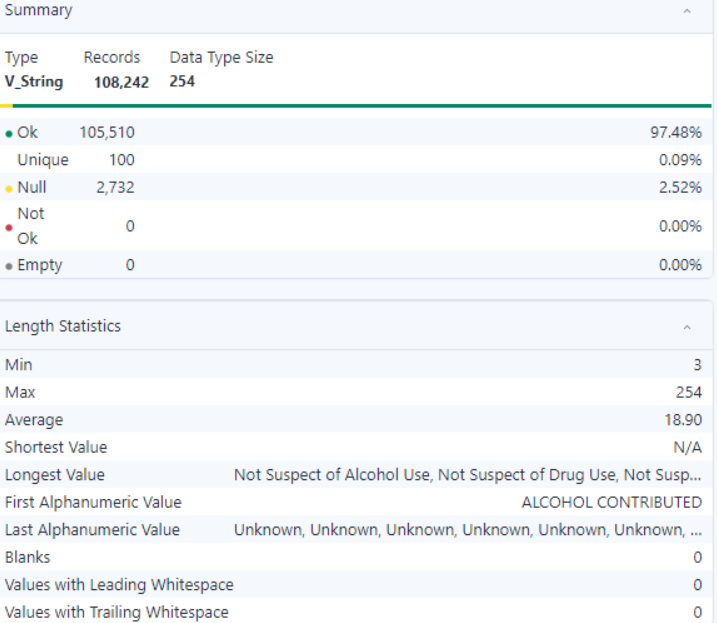 Summary
Type Records Data Type Size
V_String 108,242 254
Ok 105,510 97.48%
Unique 100 0.09%
Null 2,732 2.52%
Not
Ok 0 0.00%
Empty 0 0.00%
Length Statistics
Min 3
Max 254
Average 18.90
Shortest Value N/A
Longest Value Not Suspect of Alcohol Use, Not Suspect of Drug Use, Not Susp...
First Alphanumeric Value ALCOHOL CONTRIBUTED
Last Alphanumeric Value Unknown, Unknown, Unknown, Unknown, Unknown, Unknown, ...
Blanks 0
Values with Leading Whitespace 0
Values with Trailing Whitespace 0